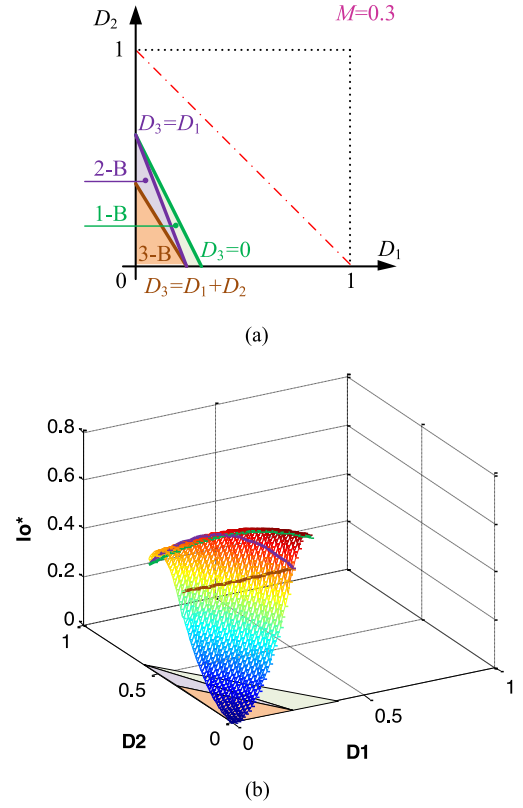 D2
M=0.3
1
D3=D1
2-B
1-B
3-B
D3=0
D1
0
1
D3=D1+D2
(a)
0.8
0.6
0.4
0.2
0
Io*
1
0.5
0
D2
0
0.5
1
D1
(b)